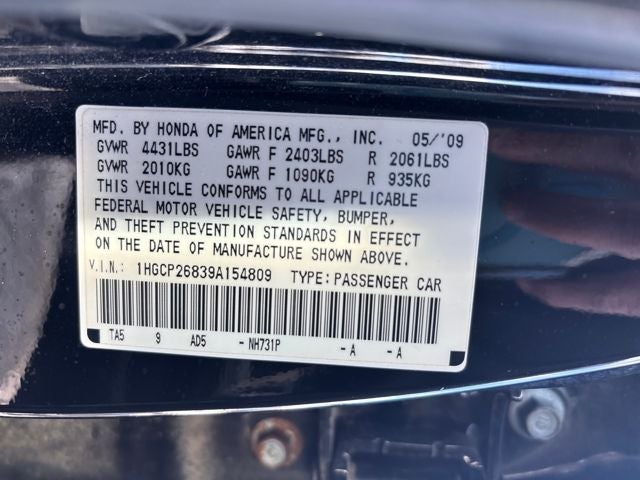 MFD. BY HONDA OF AMERICA MFG., INC. 05/'09
GVWR 4431LBS GAWR F 2403LBS R 2061LBS
GVWR 2010KG GAWR F 1090KG R 935KG
THIS VEHICLE CONFORMS TO ALL APPLICABLE
FEDERAL MOTOR VEHICLE SAFETY, BUMPER,
AND THEFT PREVENTION STANDARDS IN EFFECT
ON THE DATE OF MANUFACTURE SHOWN ABOVE.
V.I.N.: 1HGCP26839A154809 TYPE: PASSENGER CAR
TA5 9 AD5 - NH731P - A - A